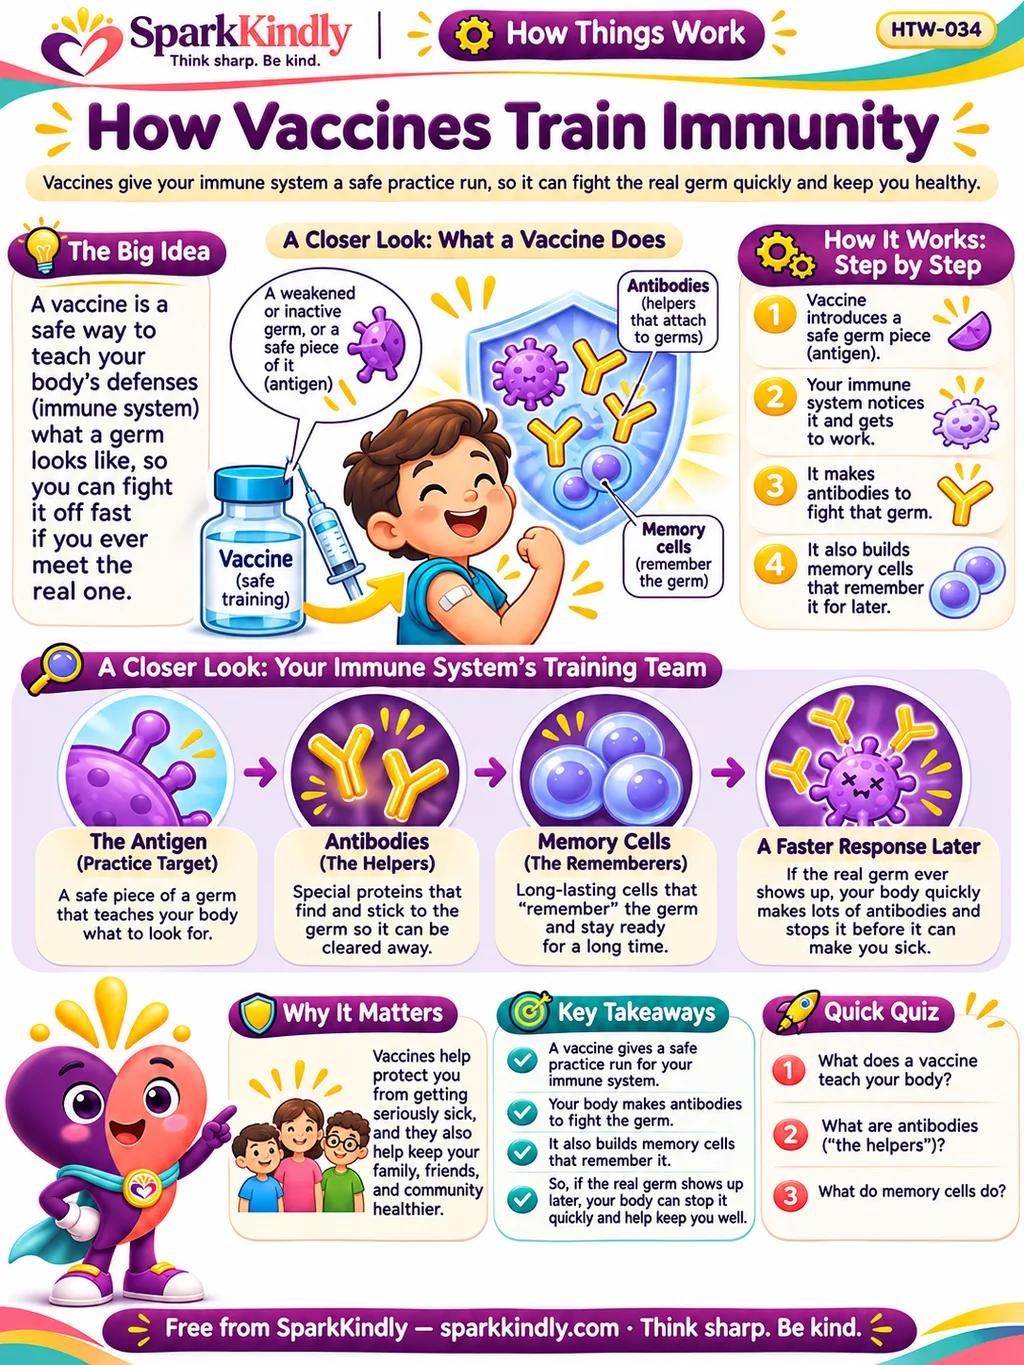 SparkKindly
Think sharp. Be kind.
How Things Work
HTW-034
How Vaccines Train Immunity
Vaccines give your immune system a safe practice run, so it can fight the real germ quickly and keep you healthy.
The Big Idea
A vaccine is a
safe way to
teach your
body's defenses
(immune system)
what a germ
looks like, so
you can fight
it off fast
if you ever
meet the
real one.
A Closer Look: What a Vaccine Does
A weakened
or inactive
germ, or a
safe piece
of it
(antigen)
Vaccine
(safe
training)
Antibodies
(helpers
that attach
to germs)
Memory
cells
(remember
the germ)
How It Works:
Step by Step
1
Vaccine
introduces a
safe germ piece
(antigen).
2
Your immune
system notices
it and gets
to work.
3
It makes
antibodies to
fight that germ.
4
It also builds
memory cells
that remember
it for later.
A Closer Look: Your Immune System's Training Team
The Antigen
(Practice Target)
A safe piece of a germ
that teaches your body
what to look for.
Antibodies
(The Helpers)
Special proteins that
find and stick to the
germ so it can be
cleared away.
Memory Cells
(The Rememberers)
Long-lasting cells that
“remember” the germ
and stay ready
for a long time.
A Faster Response Later
If the real germ ever
shows up, your body quickly
makes lots of antibodies and
stops it before it can
make you sick.
Why It Matters
Vaccines help
protect you
from getting
seriously sick,
and they also
help keep your
family, friends,
and community
healthier.
Key Takeaways
A vaccine gives a safe
practice run for your
immune system.
Your body makes antibodies
to fight the germ.
It also builds memory cells
that remember it.
So, if the real germ shows up
later, your body can stop it
quickly and help keep you well.
Quick Quiz
1
What does a vaccine
teach your body?
2
What are antibodies
(“the helpers”)?
3
What do memory cells do?
Free from SparkKindly — sparkkindly.com · Think sharp. Be kind.